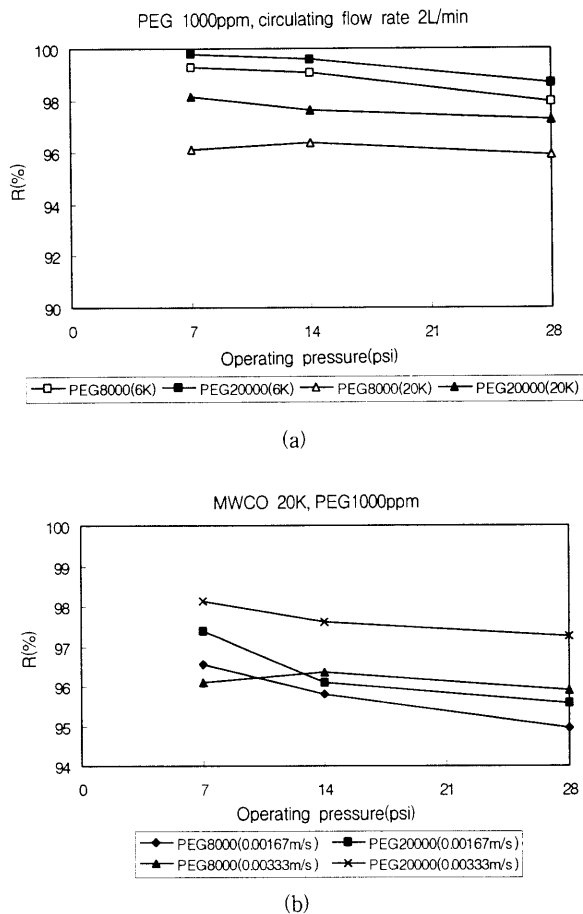 PEG 1000ppm, circulating flow rate 2L/min
100
98
96
94
92
90
R(%)
0 7 14 21 28
Operating pressure(psi)
PEG8000(6K) PEG20000(6K) PEG8000(20K) PEG20000(20K)
(a)
MWCO 20K, PEG1000ppm
100
99
98
97
96
95
94
R(%)
0 7 14 21 28
Operating pressure(psi)
PEG8000(0.00167m/s) PEG20000(0.00167m/s)
PEG8000(0.00333m/s) PEG20000(0.00333m/s)
(b)